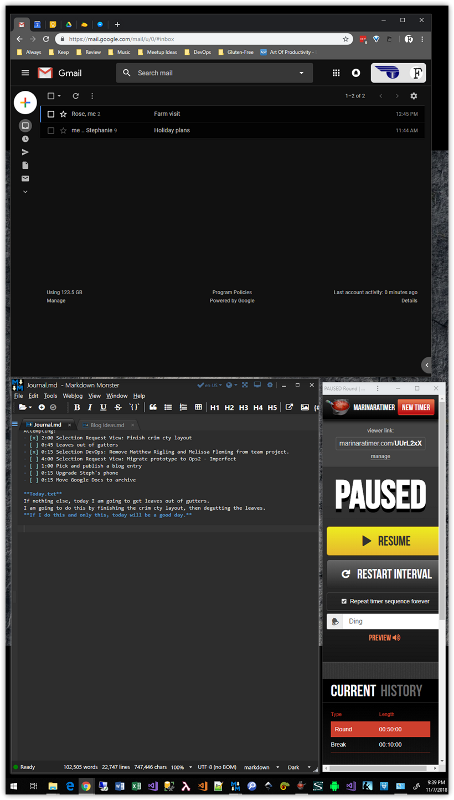 https://mail.google.com/mail/u/0/#inbox
Always Keep Review Music Meetup Ideas DevOps Gluten-Free Art Of Productivity -
Gmail
Search mail
1–2 of 2
Rose, me 2 Farm visit 12:45 PM
me .. Stephanie 9 Holiday plans 11:44 AM
Using 123.5 GB
Manage
Program Policies
Powered by Google
Last account activity: 0 minutes ago
Details
Journal.md - Markdown Monster
File Edit Tools Weblog Window Help
B I U S H1 H2 H3 H4 H5
Journal.md Blog Ideas.md
Attempting:
[x] 2:00 Selection Request View: Finish crim cty layout
[ ] 0:45 Leaves out of gutters
[x] 0:15 Selection DevOps: Remove Matthew Rigling and Melissa Fleming from team project.
[ ] 4:00 Selection Request View: Migrate prototype to Ops2 - Imperfect
[ ] 1:00 Pick and publish a blog entry
[ ] 0:15 Upgrade Steph's phone
[ ] 0:15 Move Google Docs to archive
**Today.txt**
If nothing else, today I am going to get leaves out of gutters.
I am going to do this by finishing the crim cty layout, then degutting the leaves.
**If I do this and only this, today will be a good day.**
Ready 102,505 words 22,747 lines 747,446 chars 100% UTF-8 (no BOM) markdown Dark
MARINARATIMER NEW TIMER
viewer link:
marinaratimer.com/UUrL2xX
manage
PAUSED
RESUME
RESTART INTERVAL
Repeat timer sequence forever
Ding
PREVIEW
CURRENT HISTORY
Type Length
Round 00:50:00
Break 00:10:00
9:39 PM
11/7/2018